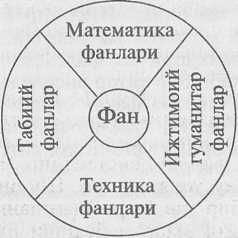 Математика
фанлари
Табиий
фанлар
Фан
Ижтимоий
гуманитар
фанлар
Техника
фанлари